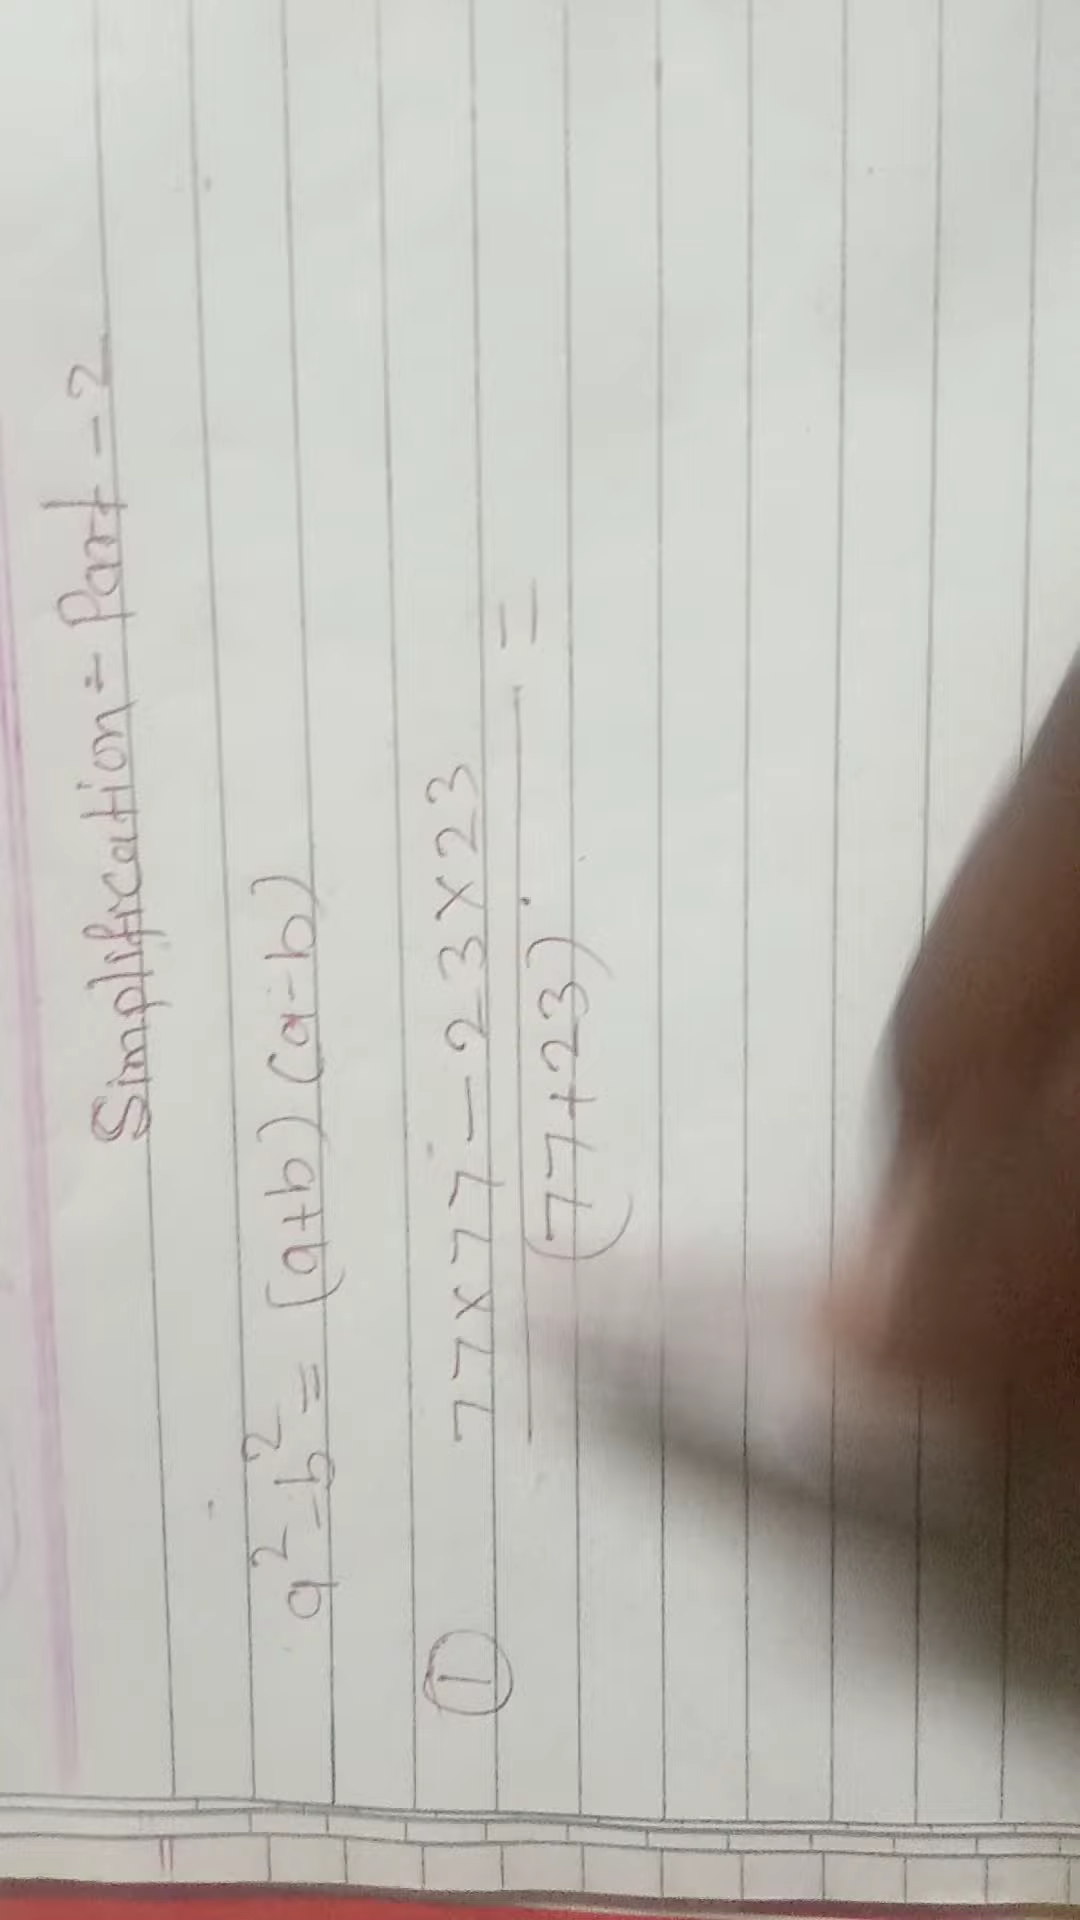 Simplification - Part - 2
a² - b² = (a+b) (a-b)
① 77×77-23×23 =
(77+23)